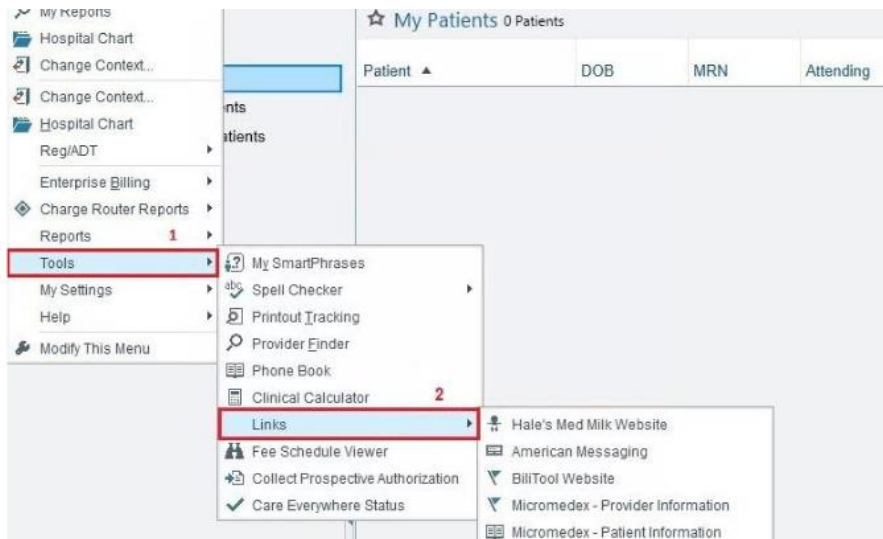 My Reports
Hospital Chart
Change Context...
Change Context...
Hospital Chart
Reg/ADT
Enterprise Billing
Charge Router Reports
Reports 1
Tools
My Settings
Help
Modify This Menu
nts
atients
My Patients 0 Patients
Patient ▲ DOB MRN Attending
My SmartPhrases
abc Spell Checker
Printout Tracking
Provider Finder
Phone Book
Clinical Calculator 2
Links
Fee Schedule Viewer
Collect Prospective Authorization
Care Everywhere Status
Hale's Med Milk Website
American Messaging
BiliTool Website
Micromedex - Provider Information
Micromedex - Patient Information